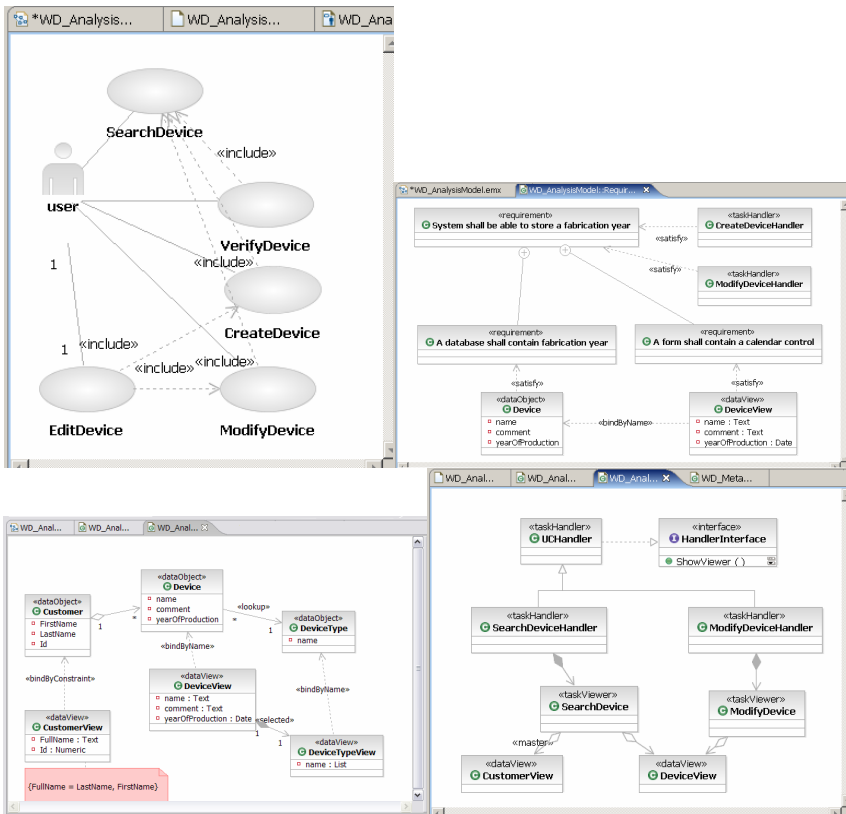 *WD_Analysis...
WD_Analysis...
WD_Ana
SearchDevice
«include»
user
VerifyDevice
«include»
1
CreateDevice
1
«include»
«include»
«include»
EditDevice
ModifyDevice
*WD_AnalysisModel.emx
WD_AnalysisModel::Requir...
«requirement»
System shall be able to store a fabrication year
«taskHandler»
CreateDeviceHandler
«satisfy»
«satisfy»
«taskHandler»
ModifyDeviceHandler
«requirement»
A database shall contain fabrication year
«requirement»
A form shall contain a calendar control
«satisfy»
«satisfy»
«dataObject»
Device
name
comment
yearOfProduction
«bindByName»
«dataView»
DeviceView
name : Text
comment : Text
yearOfProduction : Date
WD_Anal...
WD_Anal...
WD_Anal...
«dataObject»
Customer
FirstName
LastName
Id
1
*
«dataObject»
Device
name
comment
yearOfProduction
«lookup»
*
1
«dataObject»
DeviceType
name
«bindByConstraint»
«bindByName»
«bindByName»
«dataView»
DeviceView
name : Text
comment : Text
yearOfProduction : Date
«selected»
1
1
«dataView»
CustomerView
FullName : Text
Id : Numeric
«dataView»
DeviceTypeView
name : List
{FullName = LastName, FirstName}
WD_Anal...
WD_Anal...
WD_Anal...
WD_Meta...
«taskHandler»
UCHandler
«interface»
HandlerInterface
ShowViewer ( )
«taskHandler»
SearchDeviceHandler
«taskHandler»
ModifyDeviceHandler
«taskViewer»
SearchDevice
«taskViewer»
ModifyDevice
«master»
«dataView»
CustomerView
«dataView»
DeviceView